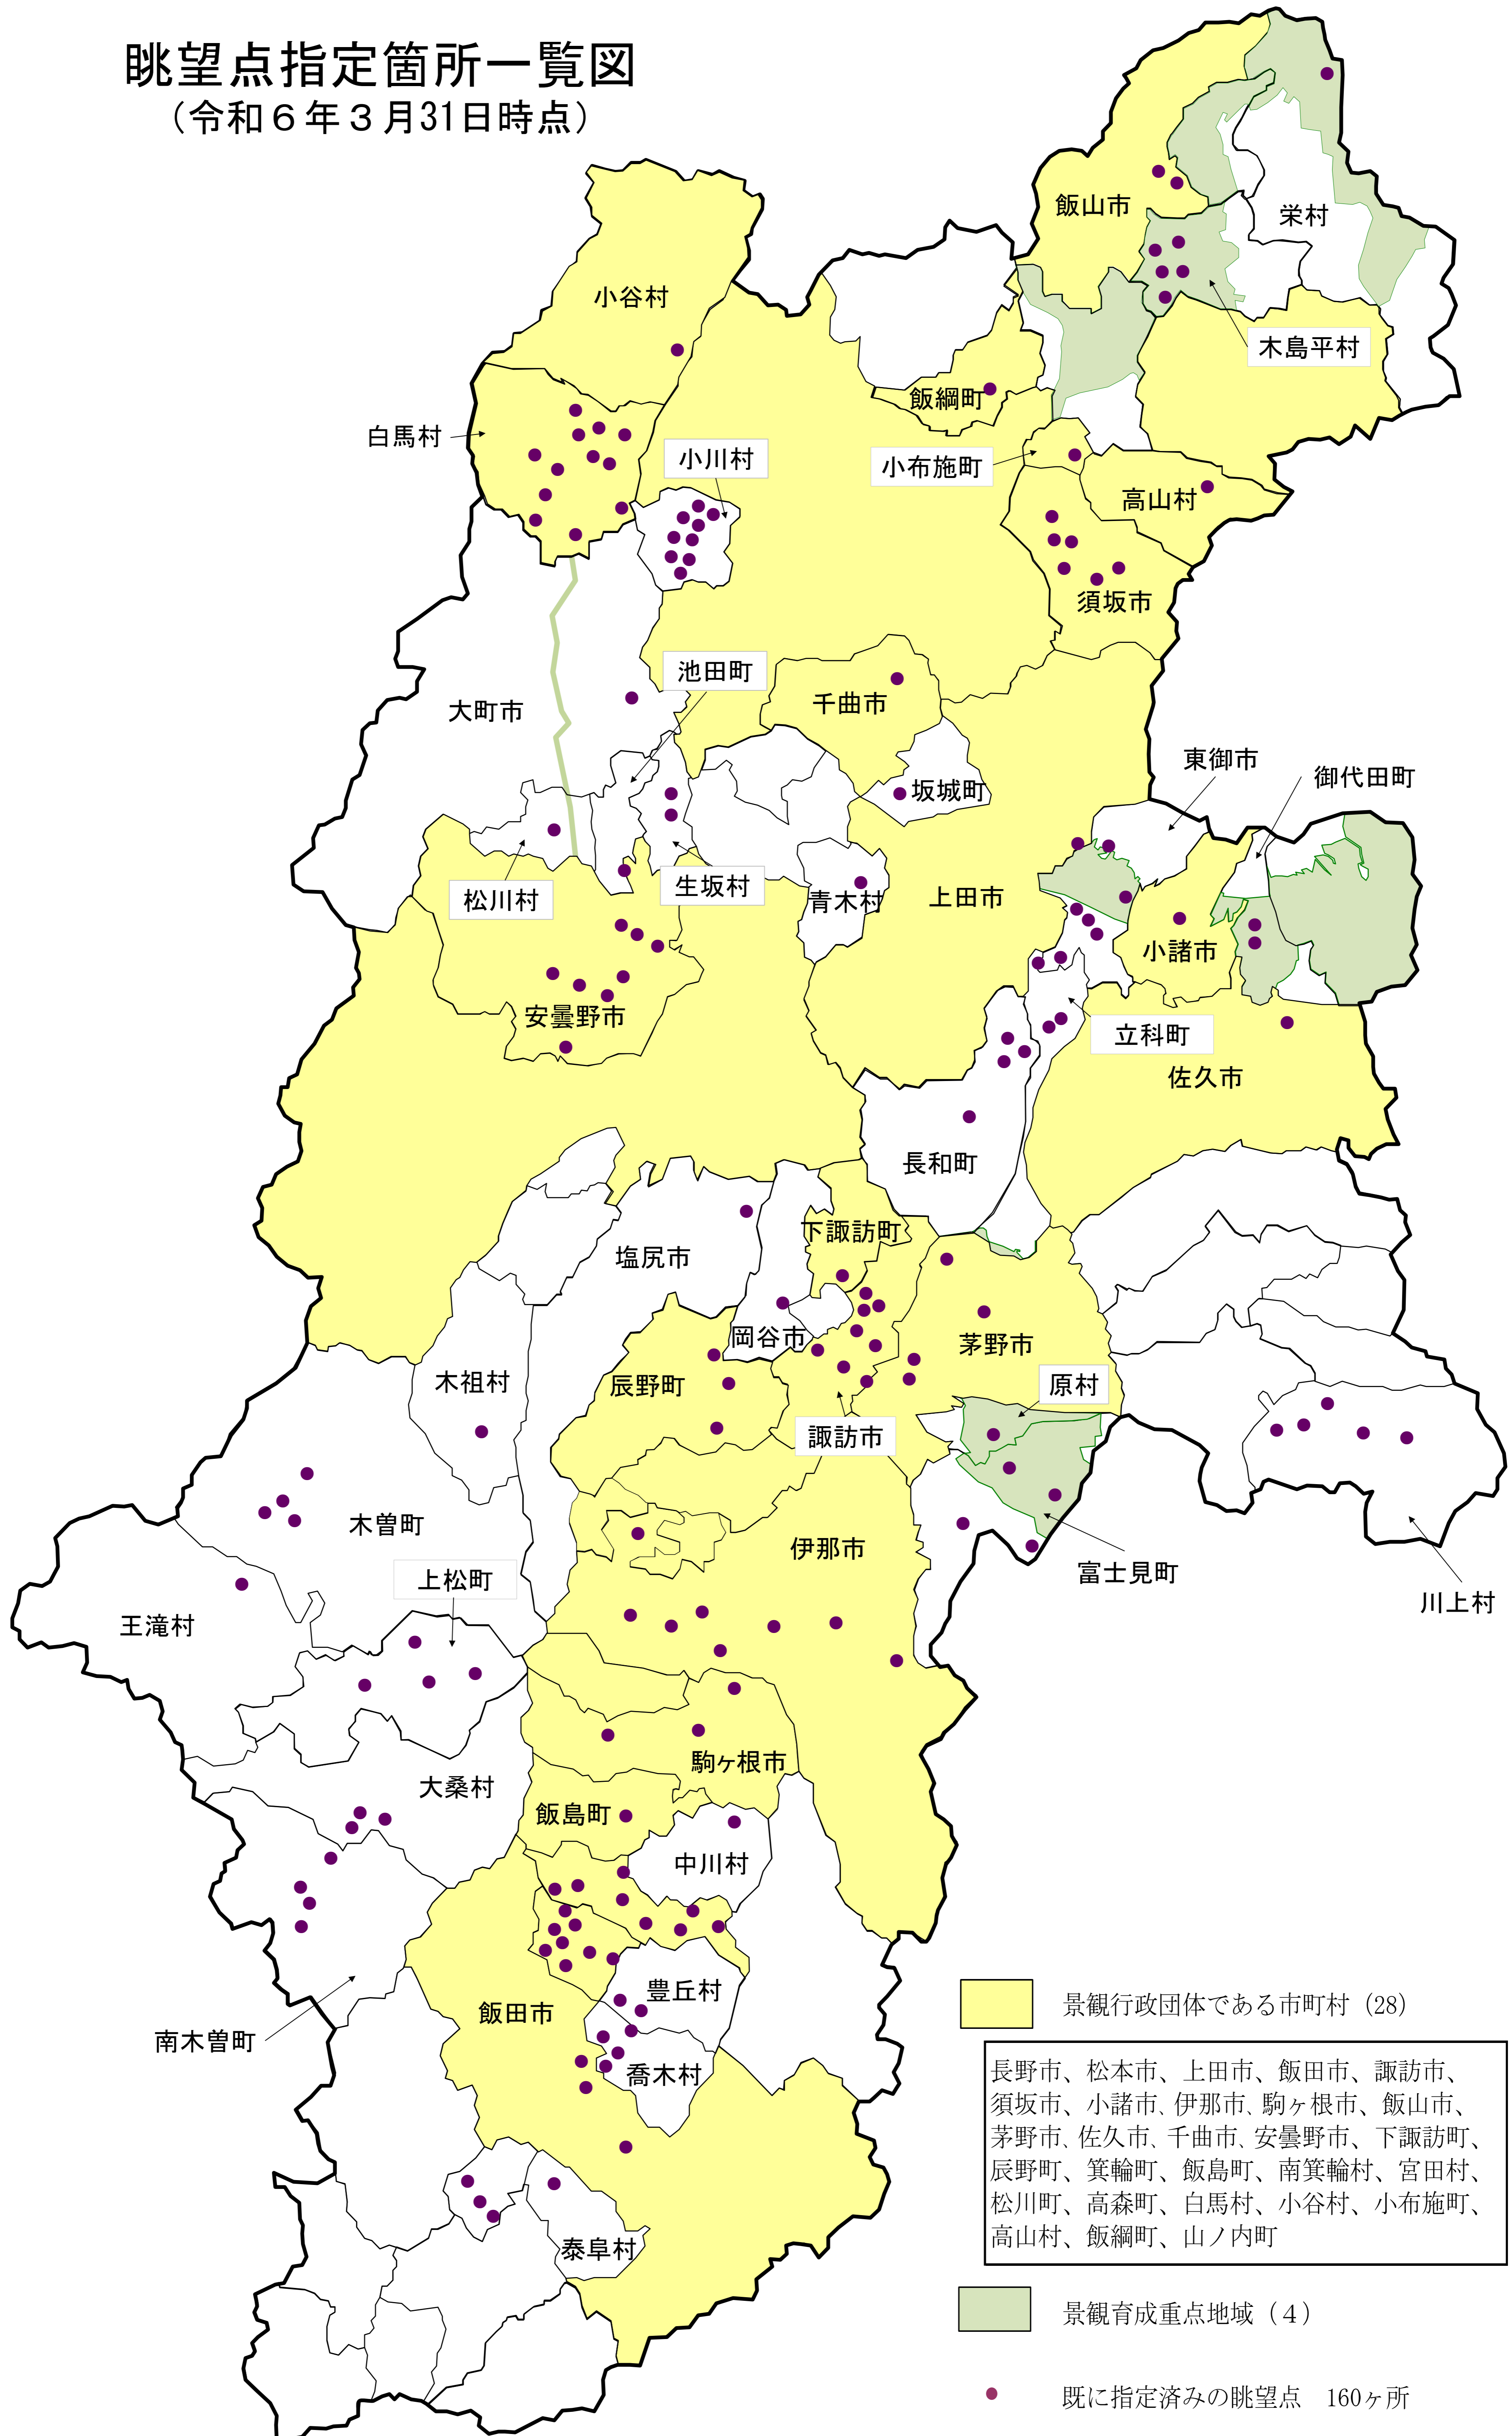 眺望点指定箇所一覧図
（令和６年３月31日時点）
飯山市
栄村
小谷村
木島平村
飯綱町
白馬村
小川村
小布施町
高山村
須坂市
池田町
千曲市
大町市
東御市
御代田町
坂城町
松川村
生坂村
青木村
上田市
小諸市
安曇野市
立科町
佐久市
長和町
下諏訪町
塩尻市
岡谷市
茅野市
木祖村
辰野町
原村
諏訪市
木曽町
伊那市
上松町
富士見町
川上村
王滝村
駒ヶ根市
大桑村
飯島町
中川村
豊丘村
飯田市
南木曽町
喬木村
泰阜村
景観行政団体である市町村（28）
長野市、松本市、上田市、飯田市、諏訪市、
須坂市、小諸市、伊那市、駒ヶ根市、飯山市、
茅野市、佐久市、千曲市、安曇野市、下諏訪町、
辰野町、箕輪町、飯島町、南箕輪村、宮田村、
松川町、高森町、白馬村、小谷村、小布施町、
高山村、飯綱町、山ノ内町
景観育成重点地域（４）
既に指定済みの眺望点　160ヶ所